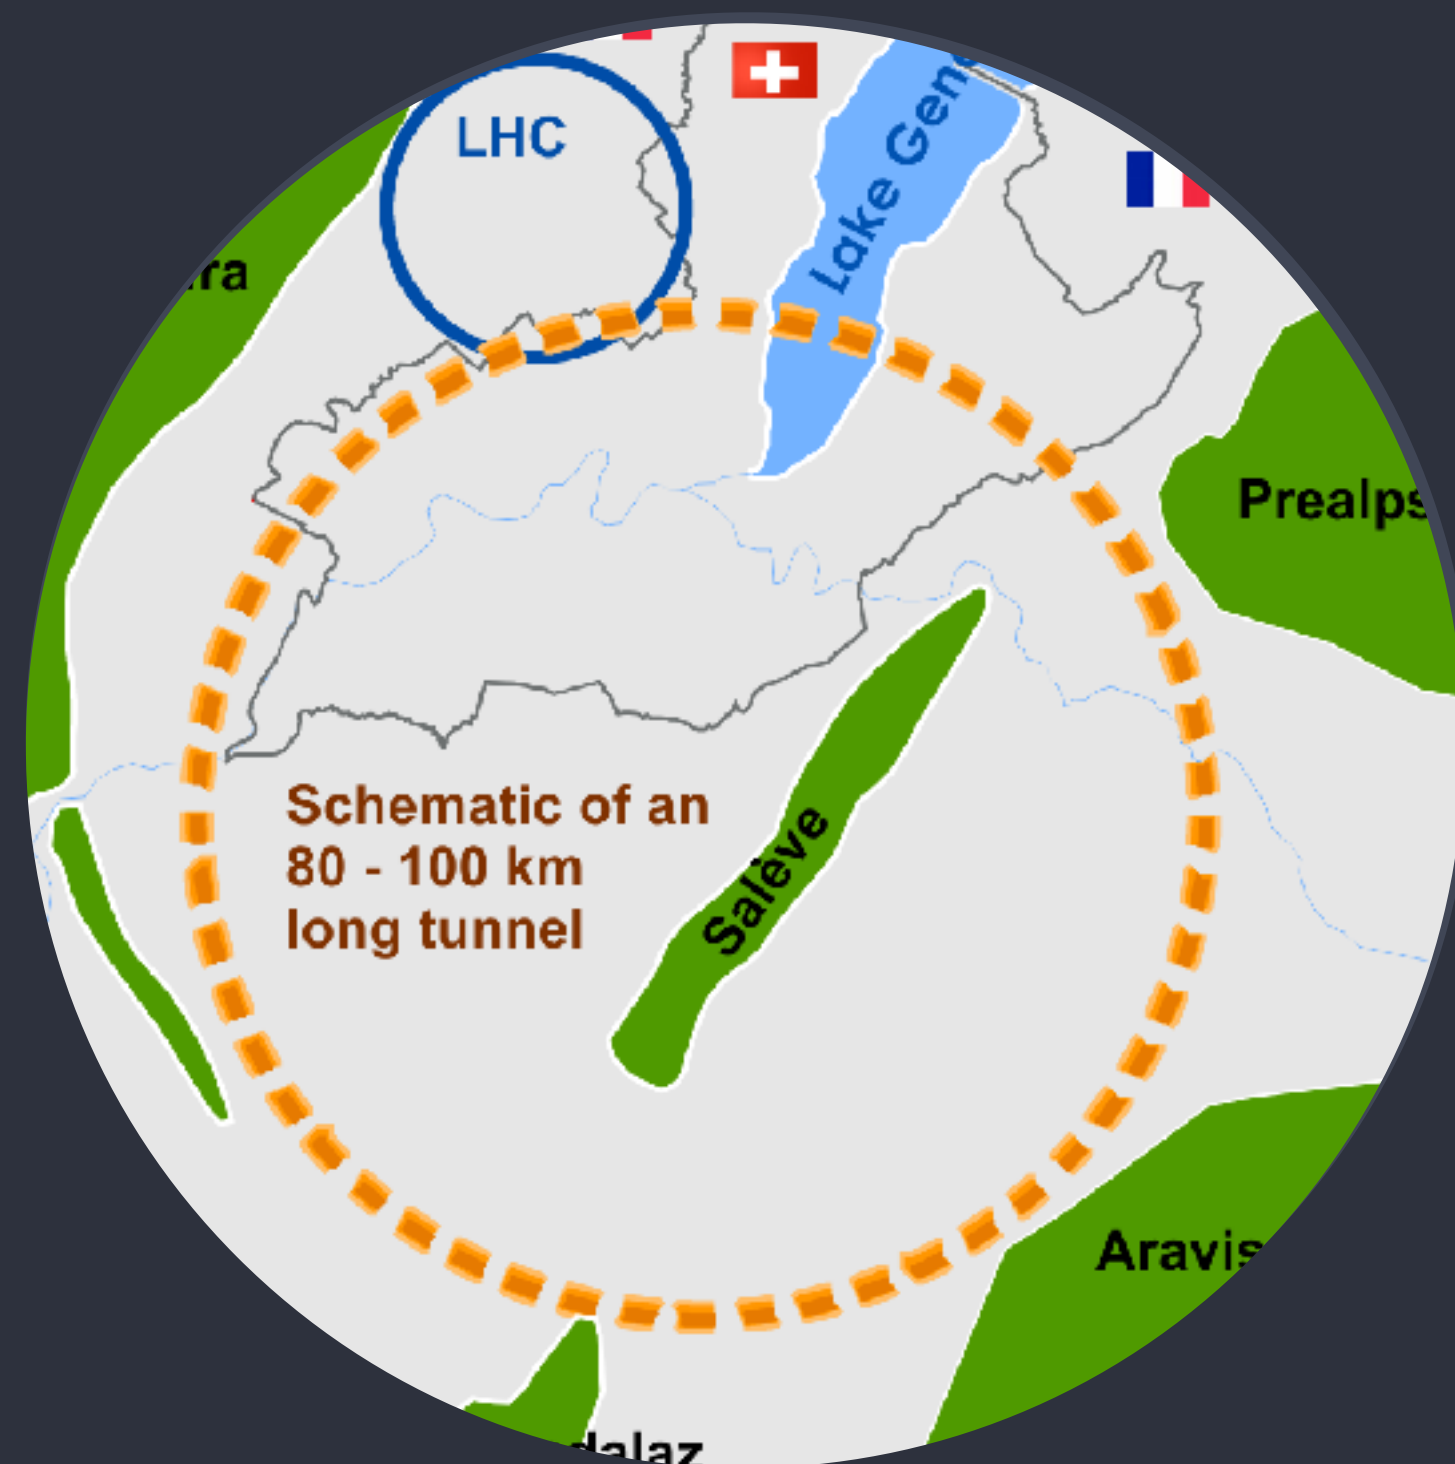 LHC
Lake Gen
ra
Prealps
Schematic of an
80 - 100 km
long tunnel
Salève
Aravis
dalaz